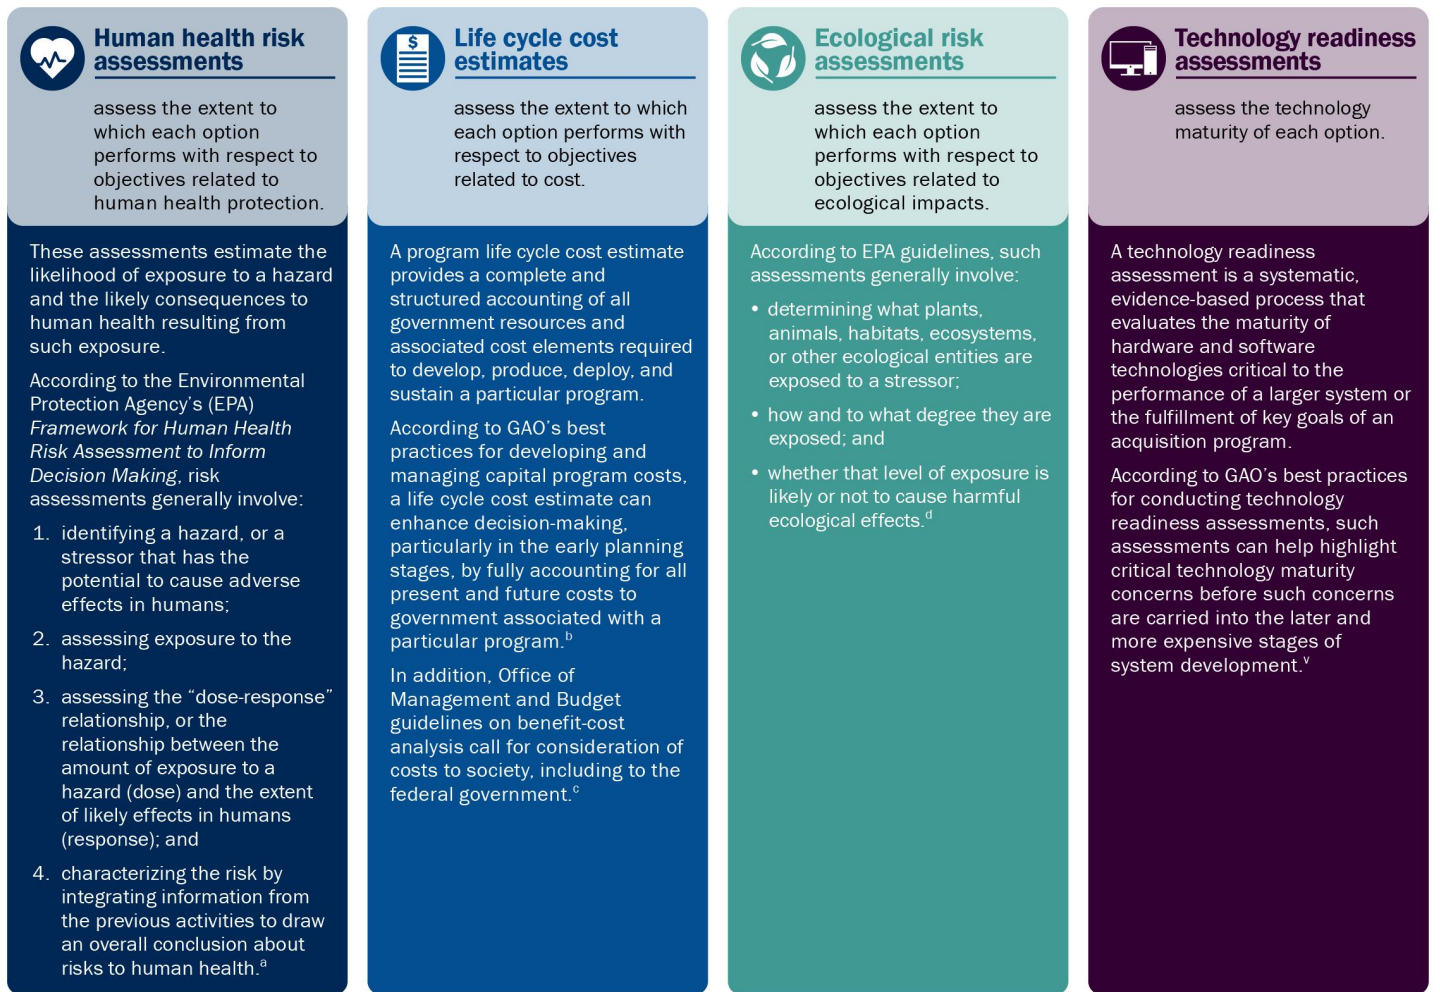 Human health risk
assessments
assess the extent to
which each option
performs with respect to
objectives related to
human health protection.
These assessments estimate the
likelihood of exposure to a hazard
and the likely consequences to
human health resulting from
such exposure.
According to the Environmental
Protection Agency’s (EPA)
Framework for Human Health
Risk Assessment to Inform
Decision Making, risk
assessments generally involve:
1. identifying a hazard, or a
stressor that has the
potential to cause adverse
effects in humans;
2. assessing exposure to the
hazard;
3. assessing the “dose-response”
relationship, or the
relationship between the
amount of exposure to a
hazard (dose) and the extent
of likely effects in humans
(response); and
4. characterizing the risk by
integrating information from
the previous activities to draw
an overall conclusion about
risks to human health.a
$
Life cycle cost
estimates
assess the extent to which
each option performs with
respect to objectives
related to cost.
A program life cycle cost estimate
provides a complete and
structured accounting of all
government resources and
associated cost elements required
to develop, produce, deploy, and
sustain a particular program.
According to GAO’s best
practices for developing and
managing capital program costs,
a life cycle cost estimate can
enhance decision-making,
particularly in the early planning
stages, by fully accounting for all
present and future costs to
government associated with a
particular program.b
In addition, Office of
Management and Budget
guidelines on benefit-cost
analysis call for consideration of
costs to society, including to the
federal government.c
Ecological risk
assessments
assess the extent to
which each option
performs with respect to
objectives related to
ecological impacts.
According to EPA guidelines, such
assessments generally involve:
• determining what plants,
animals, habitats, ecosystems,
or other ecological entities are
exposed to a stressor;
• how and to what degree they are
exposed; and
• whether that level of exposure is
likely or not to cause harmful
ecological effects.d
Technology readiness
assessments
assess the technology
maturity of each option.
A technology readiness
assessment is a systematic,
evidence-based process that
evaluates the maturity of
hardware and software
technologies critical to the
performance of a larger system or
the fulfillment of key goals of an
acquisition program.
According to GAO’s best practices
for conducting technology
readiness assessments, such
assessments can help highlight
critical technology maturity
concerns before such concerns
are carried into the later and
more expensive stages of
system development.v